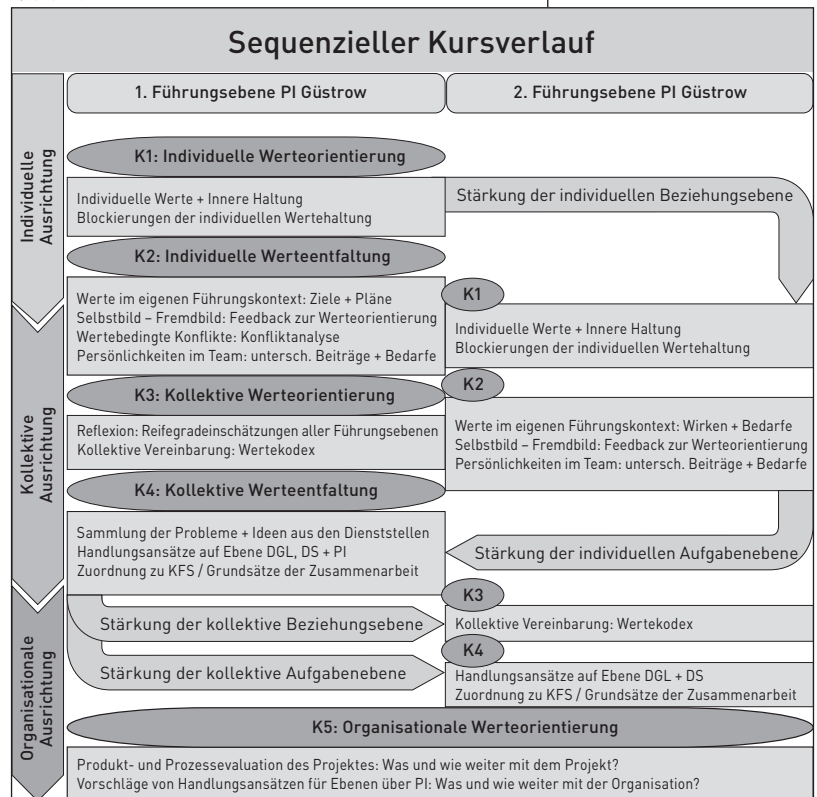 Sequenzieller Kursverlauf
1. Führungsebene PI Güstrow
2. Führungsebene PI Güstrow
Individuelle
Ausrichtung
K1: Individuelle Werteorientierung
Individuelle Werte + Innere Haltung
Blockierungen der individuellen Wertehaltung
Stärkung der individuellen Beziehungsebene
K2: Individuelle Werteentfaltung
Werte im eigenen Führungskontext: Ziele + Pläne
Selbstbild – Fremdbild: Feedback zur Werteorientierung
Wertebedingte Konflikte: Konfliktanalyse
Persönlichkeiten im Team: untersch. Beiträge + Bedarfe
K1
Individuelle Werte + Innere Haltung
Blockierungen der individuellen Wertehaltung
Kollektive
Ausrichtung
K3: Kollektive Werteorientierung
Reflexion: Reifegradeinschätzungen aller Führungsebenen
Kollektive Vereinbarung: Wertekodex
K2
Werte im eigenen Führungskontext: Wirken + Bedarfe
Selbstbild – Fremdbild: Feedback zur Werteorientierung
Persönlichkeiten im Team: untersch. Beiträge + Bedarfe
K4: Kollektive Werteentfaltung
Sammlung der Probleme + Ideen aus den Dienststellen
Handlungsansätze auf Ebene DGL, DS + PI
Zuordnung zu KFS / Grundsätze der Zusammenarbeit
Stärkung der individuellen Aufgabenebene
Organisationale
Ausrichtung
Stärkung der kollektive Beziehungsebene
K3
Kollektive Vereinbarung: Wertekodex
Stärkung der kollektive Aufgabenebene
K4
Handlungsansätze auf Ebene DGL + DS
Zuordnung zu KFS / Grundsätze der Zusammenarbeit
K5: Organisationale Werteorientierung
Produkt- und Prozessevaluation des Projektes: Was und wie weiter mit dem Projekt?
Vorschläge von Handlungsansätzen für Ebenen über PI: Was und wie weiter mit der Organisation?